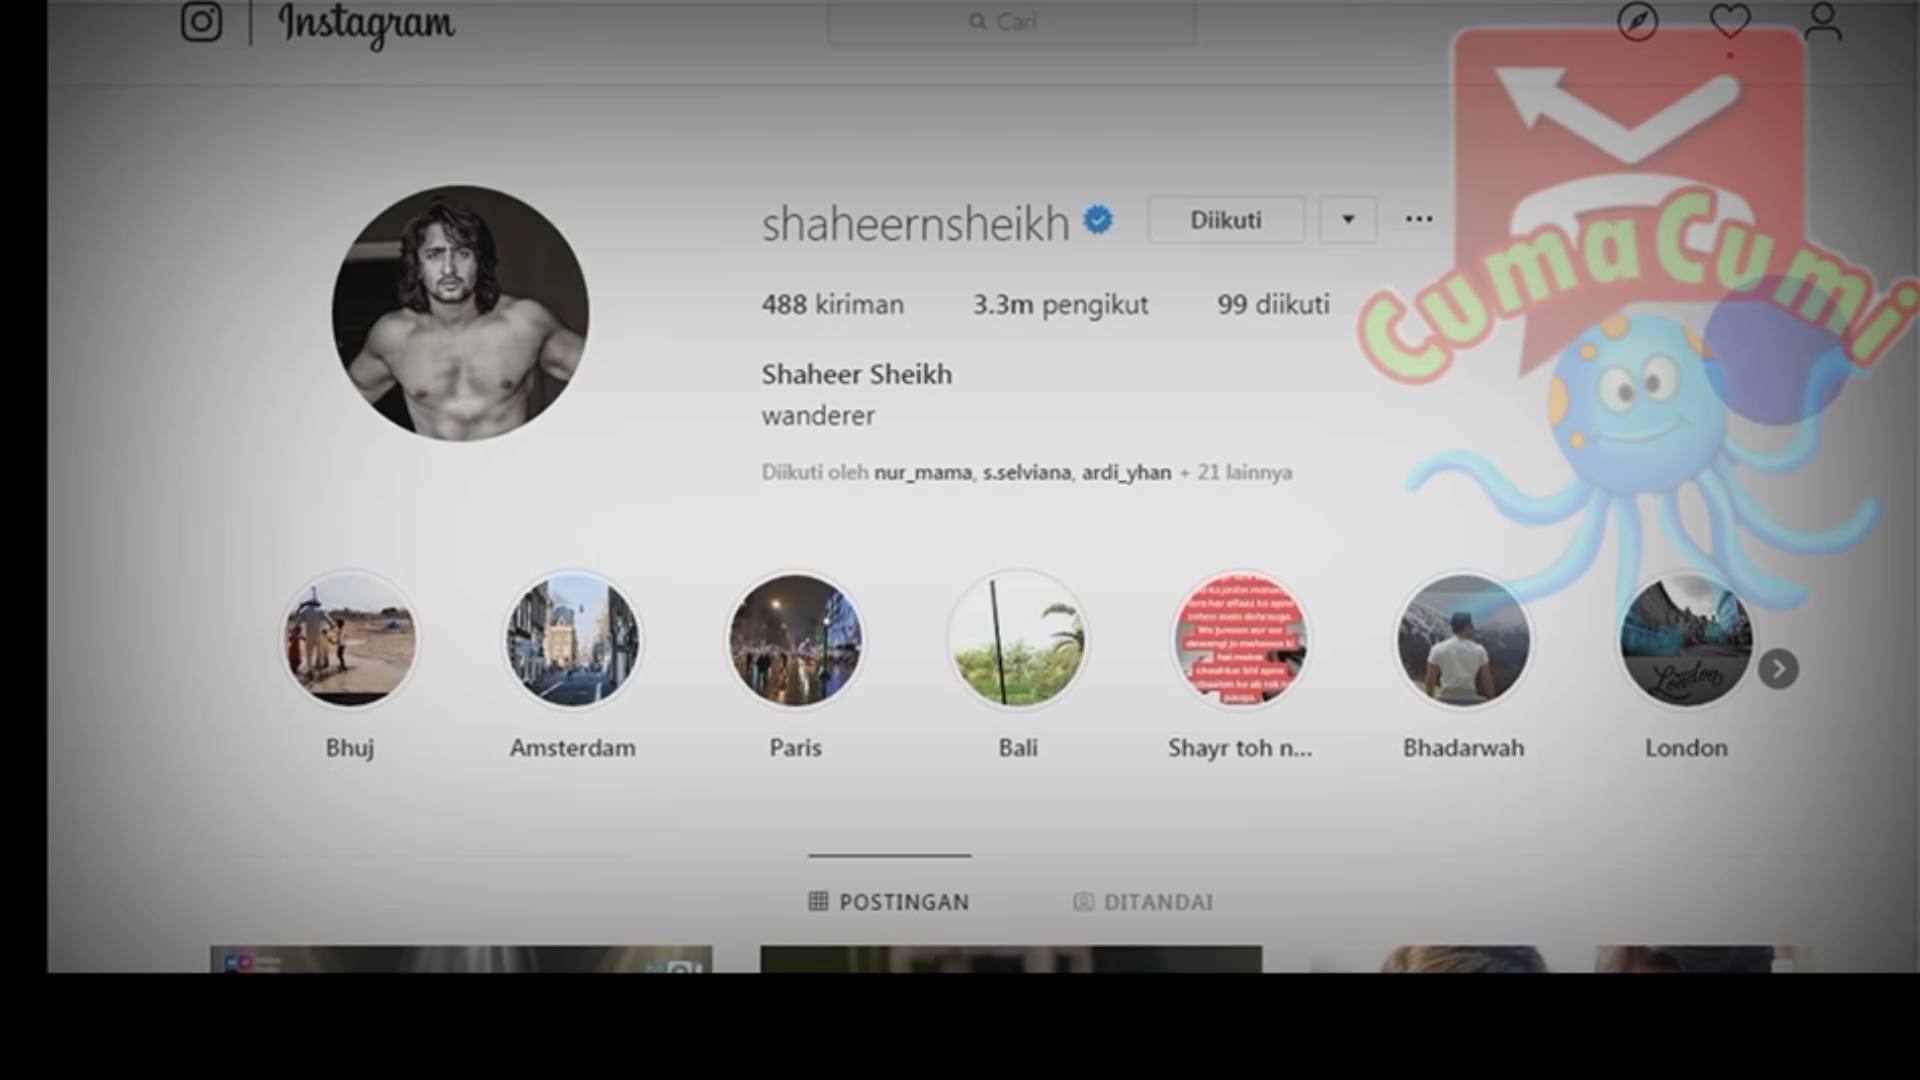 Instagram
Cari
shaheernsheikh
Diikuti
488 kiriman 3.3m pengikut 99 diikuti
Shaheer Sheikh
wanderer
Diikuti oleh nur_mama, s.selviana, ardi_yhan + 21 lainnya
CumaCumi
London
Bhuj
Amsterdam
Paris
Bali
Shayr toh n...
Bhadarwah
London
POSTINGAN
DITANDAI